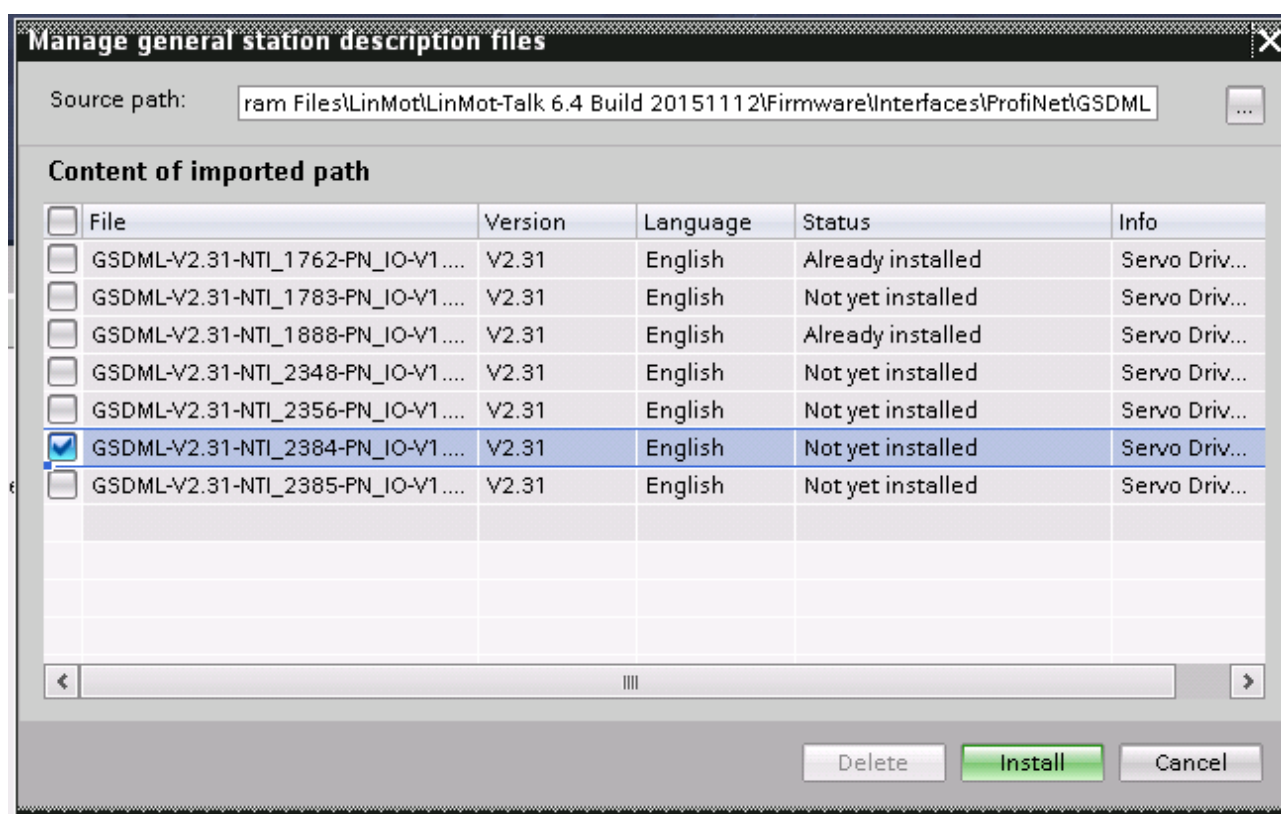 Manage general station description files
Source path: ram Files\LinMot\LinMot-Talk 6.4 Build 20151112\Firmware\Interfaces\ProfiNet\GSDML ...
Content of imported path
File Version Language Status Info
GSDML-V2.31-NTI_1762-PN_IO-V1.... V2.31 English Already installed Servo Driv...
GSDML-V2.31-NTI_1783-PN_IO-V1.... V2.31 English Not yet installed Servo Driv...
GSDML-V2.31-NTI_1888-PN_IO-V1.... V2.31 English Already installed Servo Driv...
GSDML-V2.31-NTI_2348-PN_IO-V1.... V2.31 English Not yet installed Servo Driv...
GSDML-V2.31-NTI_2356-PN_IO-V1.... V2.31 English Not yet installed Servo Driv...
GSDML-V2.31-NTI_2384-PN_IO-V1.... V2.31 English Not yet installed Servo Driv...
GSDML-V2.31-NTI_2385-PN_IO-V1.... V2.31 English Not yet installed Servo Driv...
Delete Install Cancel